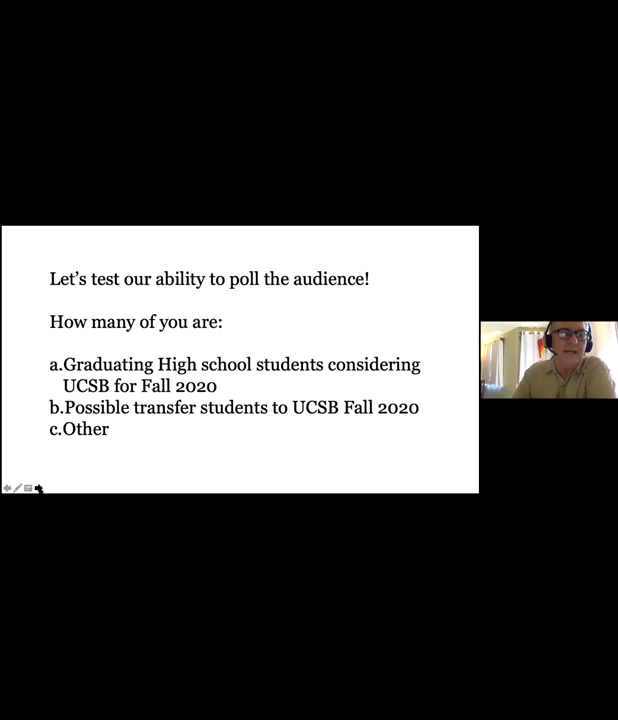 Let’s test our ability to poll the audience!
How many of you are:
a.Graduating High school students considering
UCSB for Fall 2020
b.Possible transfer students to UCSB Fall 2020
c.Other